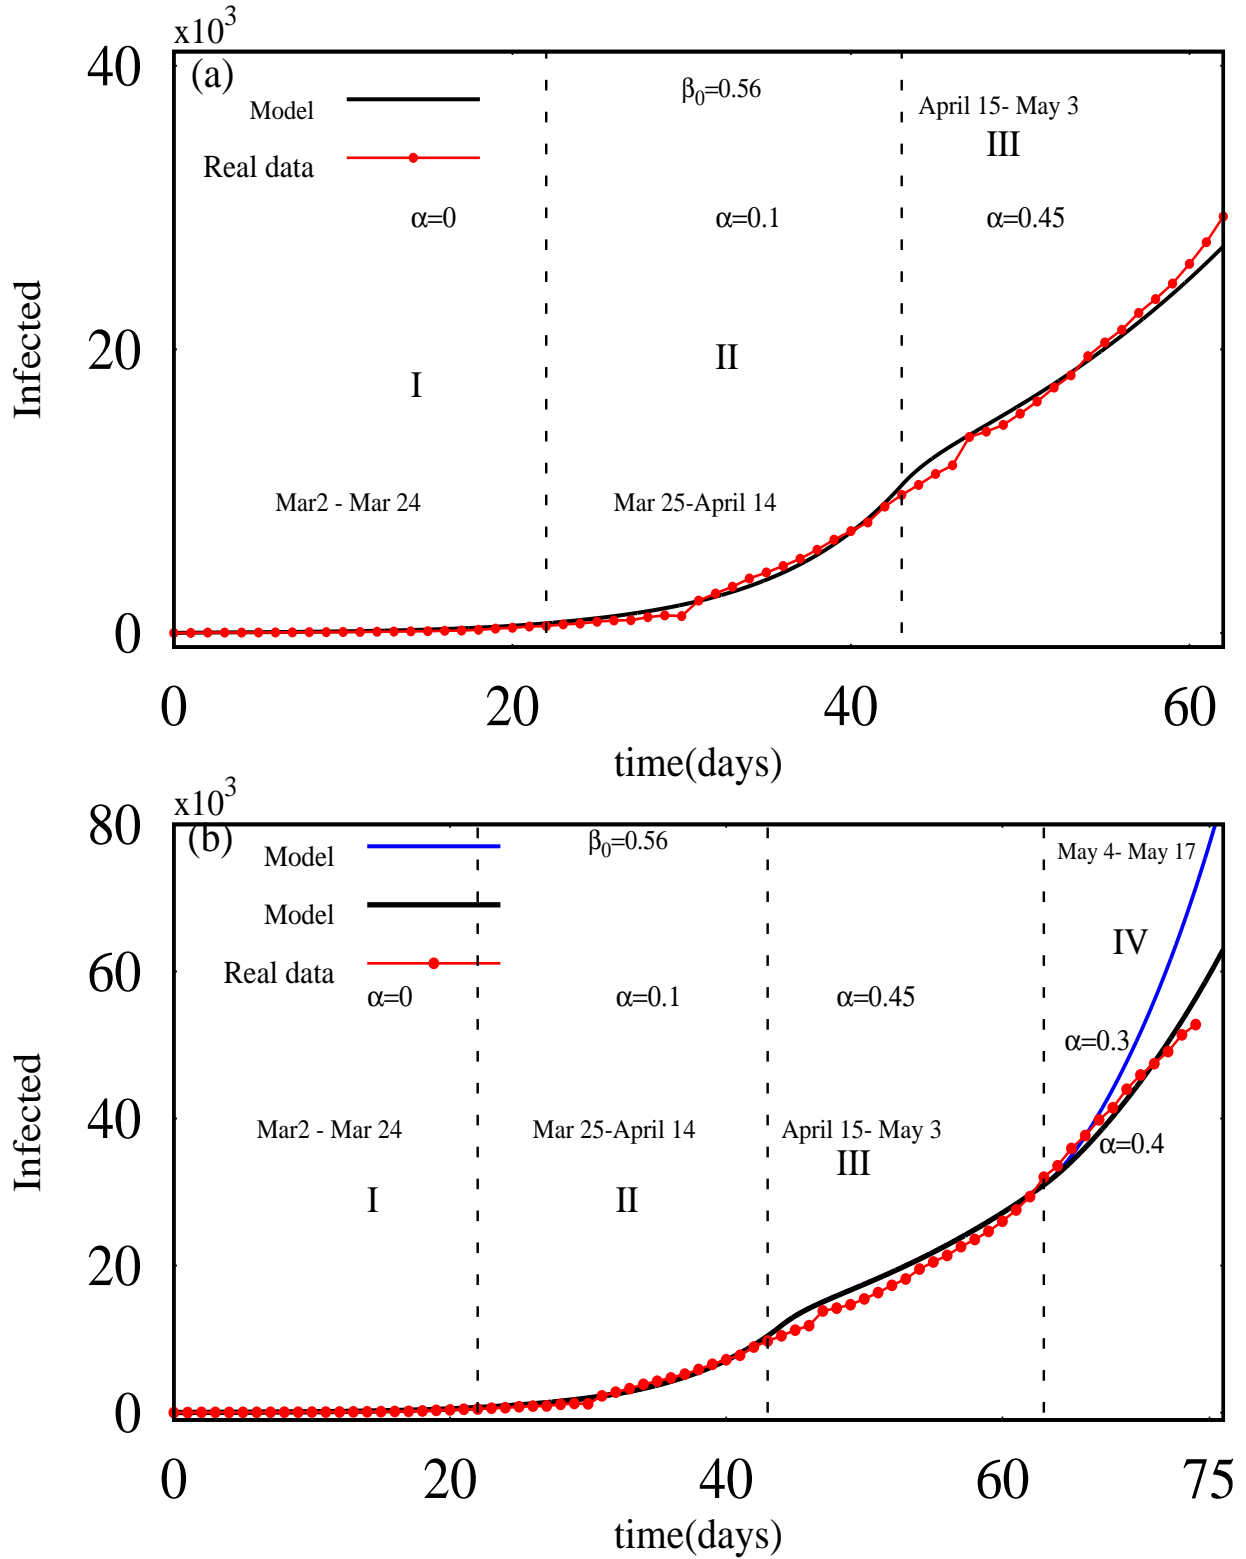 x10³
40
(a)
β₀=0.56
Model
April 15- May 3
III
Real data
α=0
α=0.1
α=0.45
Infected
20
II
I
Mar2 - Mar 24
Mar 25-April 14
0
0
20
40
60
time(days)
x10³
80
(b)
Model
β₀=0.56
May 4- May 17
Model
IV
60
Real data
α=0
α=0.1
α=0.45
α=0.3
Infected
40
Mar2 - Mar 24
Mar 25-April 14
April 15- May 3
α=0.4
III
I
II
20
0
0
20
40
60
75
time(days)